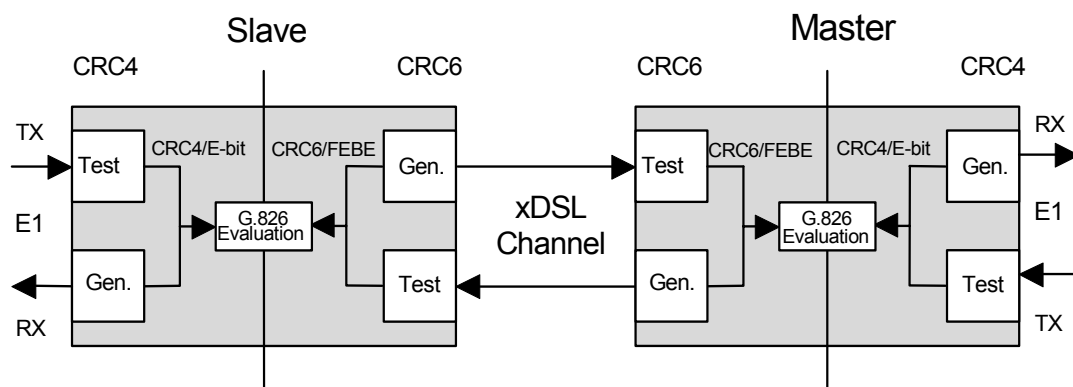 Slave
Master
CRC4
CRC6
CRC6
CRC4
TX
Test
CRC4/E-bit
CRC6/FEBE
Gen.
Test
CRC6/FEBE
CRC4/E-bit
Gen.
RX
E1
G.826
Evaluation
xDSL
Channel
G.826
Evaluation
E1
Gen.
Test
Gen.
Test
RX
TX